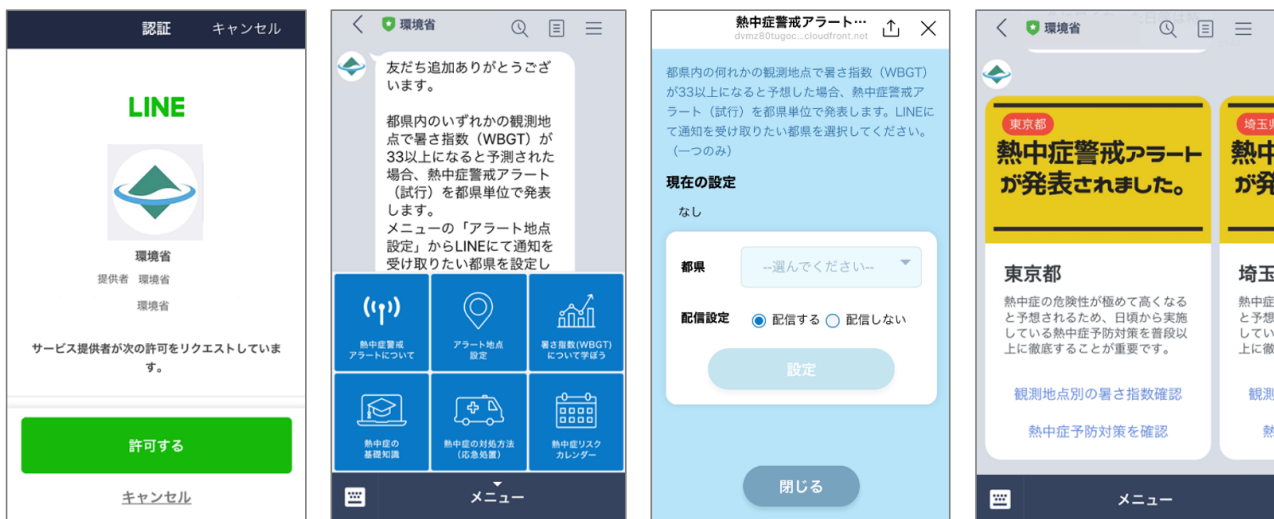 認証
キャンセル
LINE
環境省
提供者 環境省
環境省
サービス提供者が次の許可をリクエストしていま
す。
許可する
キャンセル
環境省
友だち追加ありがとうござ
います。
都県内のいずれかの観測地
点で暑さ指数（WBGT）が
33以上になると予測された
場合、熱中症警戒アラート
（試行）を都県単位で発表
します。
メニューの「アラート地点
設定」からLINEにて通知を
受け取りたい都県を設定し
熱中症警戒
アラートについて
アラート地点
設定
暑さ指数(WBGT)
について学ぼう
熱中症の
基礎知識
熱中症の対処方法
（応急処置）
熱中症リスク
カレンダー
メニュー
熱中症警戒アラート…
dvmz80tugoc...cloudfront.net
都県内の何れかの観測地点で暑さ指数（WBGT）
が33以上になると予想した場合、熱中症警戒ア
ラート（試行）を都県単位で発表します。LINEに
て通知を受け取りたい都県を選択してください。
（一つのみ）
現在の設定
なし
都県
--選んでください--
配信設定
配信する
配信しない
設定
閉じる
環境省
東京都
熱中症警戒アラート
が発表されました。
東京都
熱中症の危険性が極めて高くなる
と予想されるため、日頃から実施
している熱中症予防対策を普段以
上に徹底することが重要です。
観測地点別の暑さ指数確認
熱中症予防対策を確認
埼玉
熱中
が発
埼玉
熱中症
と予想
してい
上に徹
観測
熱
メニュー